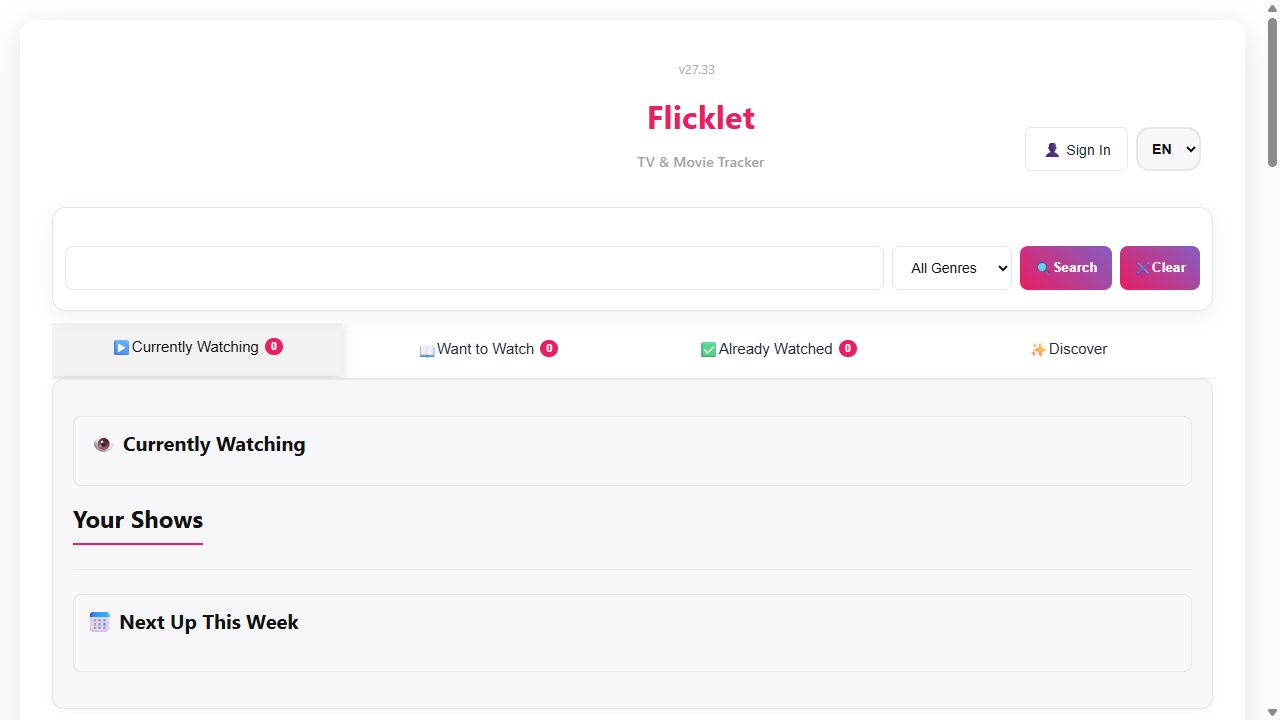 v27.33
Flicklet
TV & Movie Tracker
Sign In
EN
All Genres
Search
Clear
Currently Watching 0
Want to Watch 0
Already Watched 0
Discover
Currently Watching
Your Shows
Next Up This Week